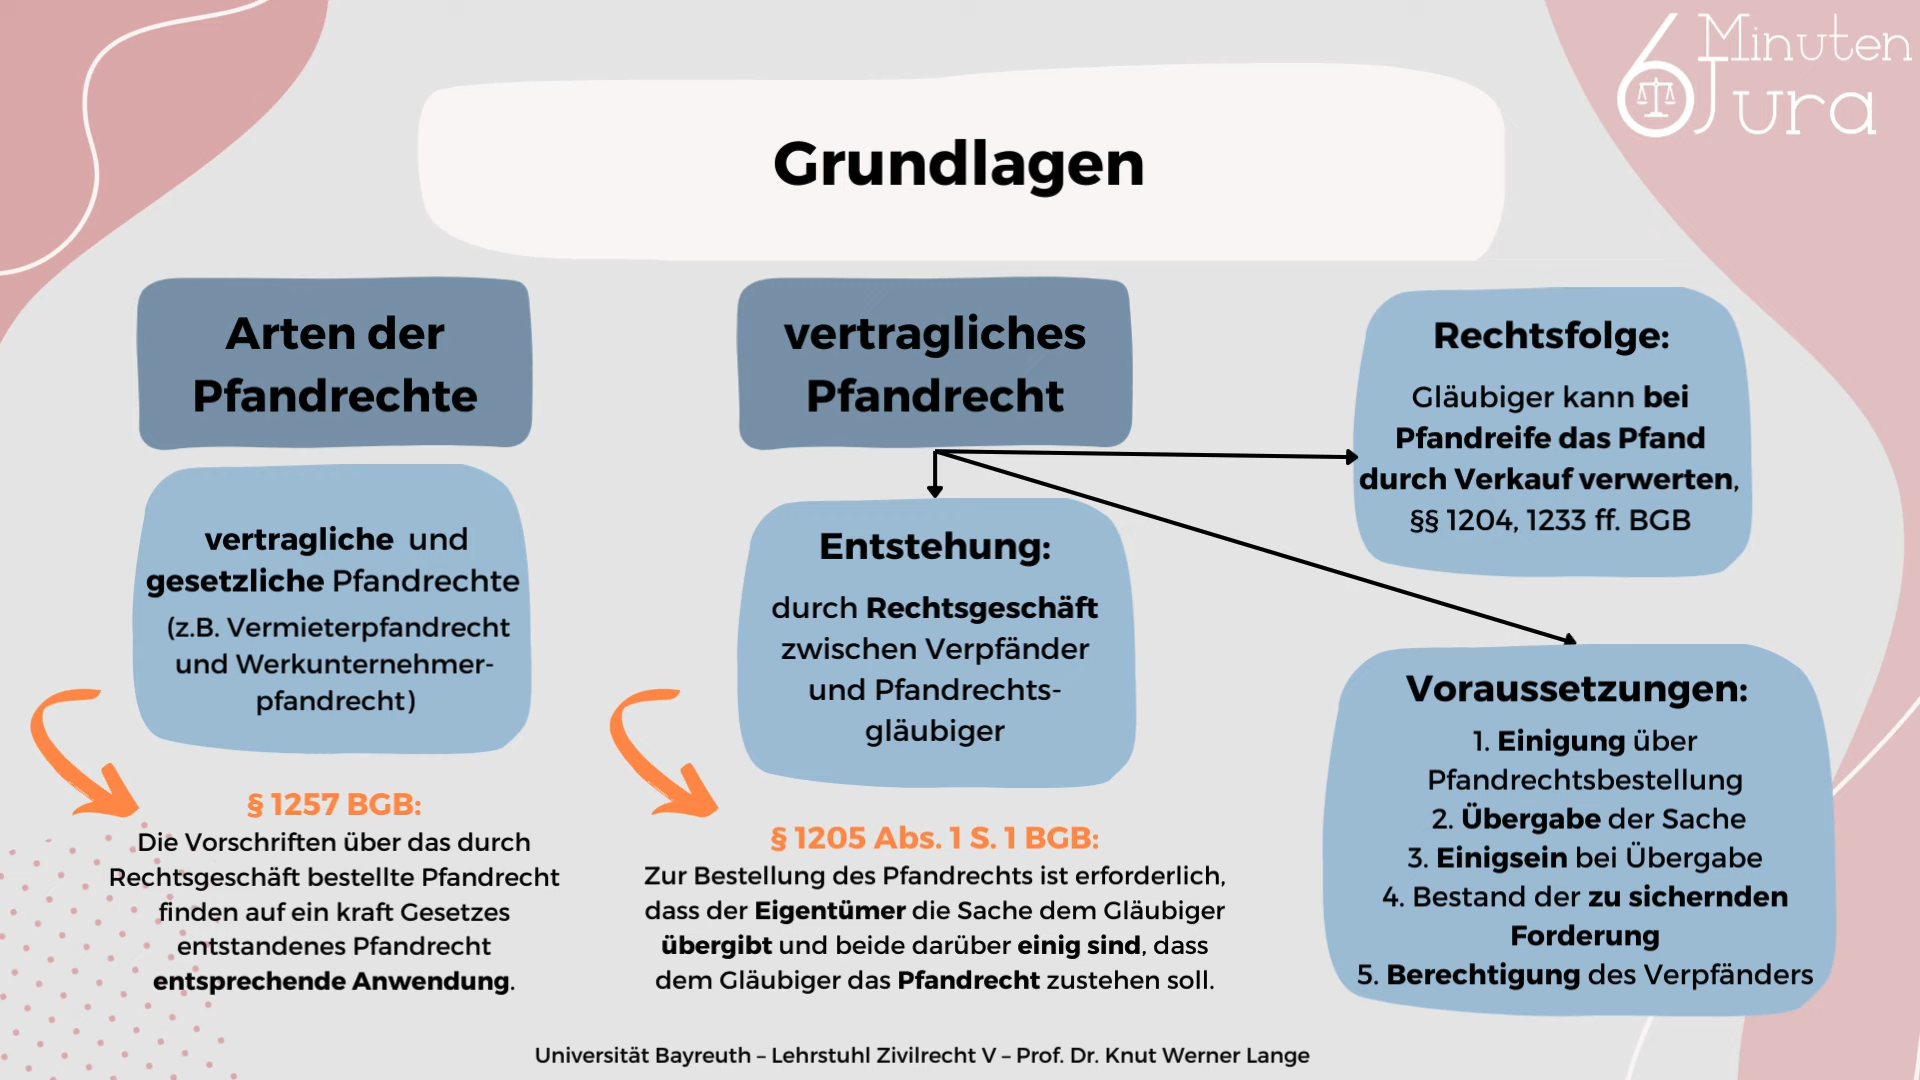 6 Minuten
Jura
Grundlagen
Arten der
Pfandrechte
vertragliche und
gesetzliche Pfandrechte
(z.B. Vermieterpfandrecht
und Werkunternehmer-
pfandrecht)
§ 1257 BGB:
Die Vorschriften über das durch
Rechtsgeschäft bestellte Pfandrecht
finden auf ein kraft Gesetzes
entstandenes Pfandrecht
entsprechende Anwendung.
vertragliches
Pfandrecht
Entstehung:
durch Rechtsgeschäft
zwischen Verpfänder
und Pfandrechts-
gläubiger
§ 1205 Abs. 1 S. 1 BGB:
Zur Bestellung des Pfandrechts ist erforderlich,
dass der Eigentümer die Sache dem Gläubiger
übergibt und beide darüber einig sind, dass
dem Gläubiger das Pfandrecht zustehen soll.
Rechtsfolge:
Gläubiger kann bei
Pfandreife das Pfand
durch Verkauf verwerten,
§§ 1204, 1233 ff. BGB
Voraussetzungen:
1. Einigung über
Pfandrechtsbestellung
2. Übergabe der Sache
3. Einigsein bei Übergabe
4. Bestand der zu sichernden
Forderung
5. Berechtigung des Verpfänders
Universität Bayreuth – Lehrstuhl Zivilrecht V – Prof. Dr. Knut Werner Lange